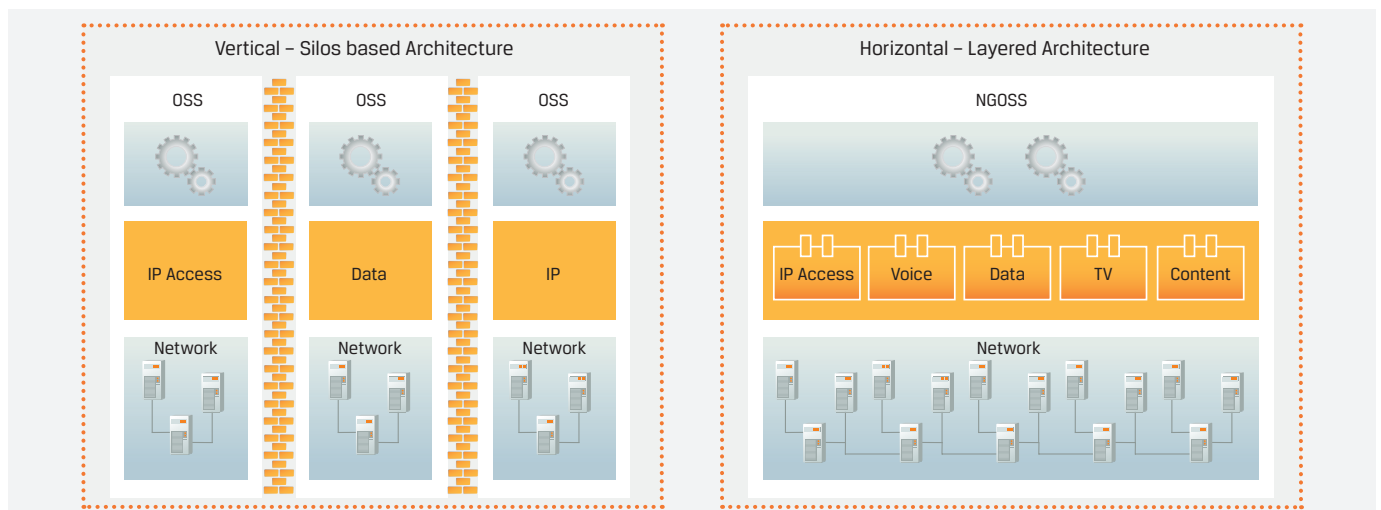 Vertical – Silos based Architecture
OSS
OSS
OSS
IP Access
Data
IP
Network
Network
Network
Horizontal – Layered Architecture
NGOSS
IP Access
Voice
Data
TV
Content
Network